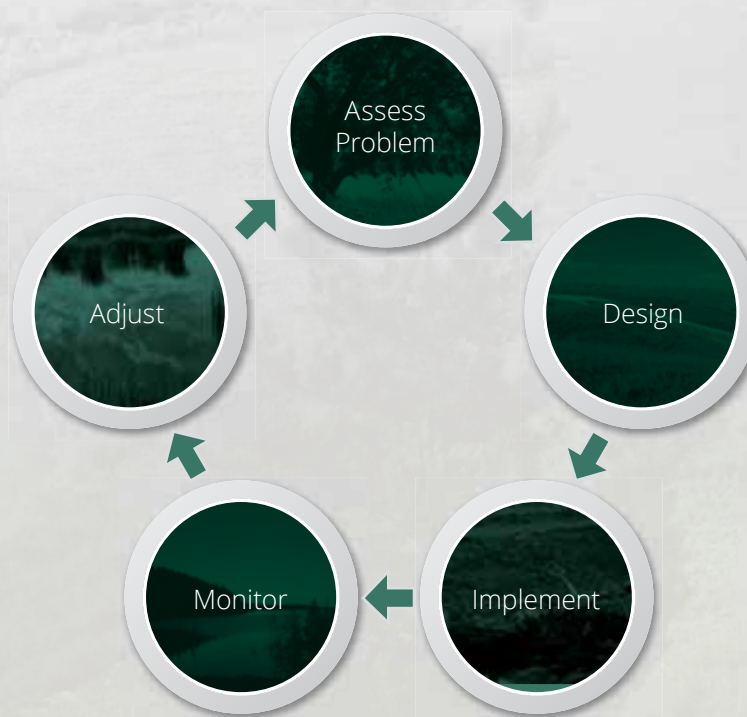 Assess
Problem
Design
Implement
Monitor
Adjust